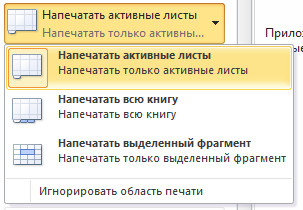 Напечатать активные листы
Напечатать только активны...
Напечатать активные листы
Напечатать только активные листы
Напечатать всю книгу
Напечатать всю книгу
Напечатать выделенный фрагмент
Напечатать только выделенный фрагмент
Игнорировать область печати